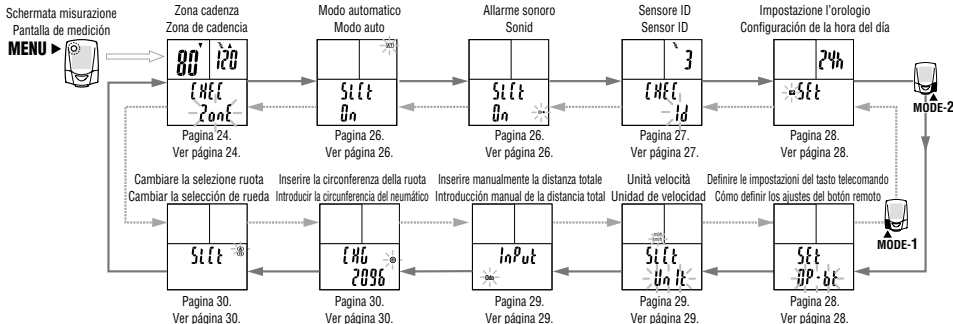 Schermata misurazione
Pantalla de medición
MENU
Zona cadenza
Zona de cadencia
80 120
CHEC
ZonE
Pagina 24.
Ver página 24.
Modo automatico
Modo auto
SLCt
On
Pagina 26.
Ver página 26.
Allarme sonoro
Sonid
SLCt
On
Pagina 26.
Ver página 26.
Sensore ID
Sensor ID
3
CHEC
Id
Pagina 27.
Ver página 27.
Impostazione l'orologio
Configuración de la hora del día
24h
SEt
Pagina 28.
Ver página 28.
MODE-2
Cambiare la selezione ruota
Cambiar la selección de rueda
SLCt
Pagina 30.
Ver página 30.
Inserire la circonferenza della ruota
Introducir la circunferencia del neumático
CHG
2096
Pagina 30.
Ver página 30.
Inserire manualmente la distanza totale
Introducción manual de la distancia total
InPut
Odo
Pagina 29.
Ver página 29.
Unità velocità
Unidad de velocidad
km/h
SLCt
UnIt
Pagina 29.
Ver página 29.
Definire le impostazioni del tasto telecomando
Cómo definir los ajustes del botón remoto
SEt
OP-bt
Pagina 28.
Ver página 28.
MODE-1